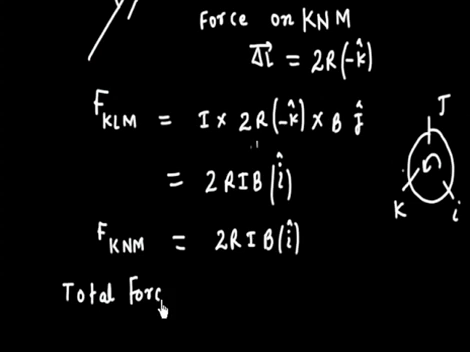 Force on KNM
Δl⃗ = 2R(-k̂)
F_KLM = I × 2R(-k̂) × B ĵ
= 2RIB(î)
F_KNM = 2RIB(î)
Total Forc
J
K
i